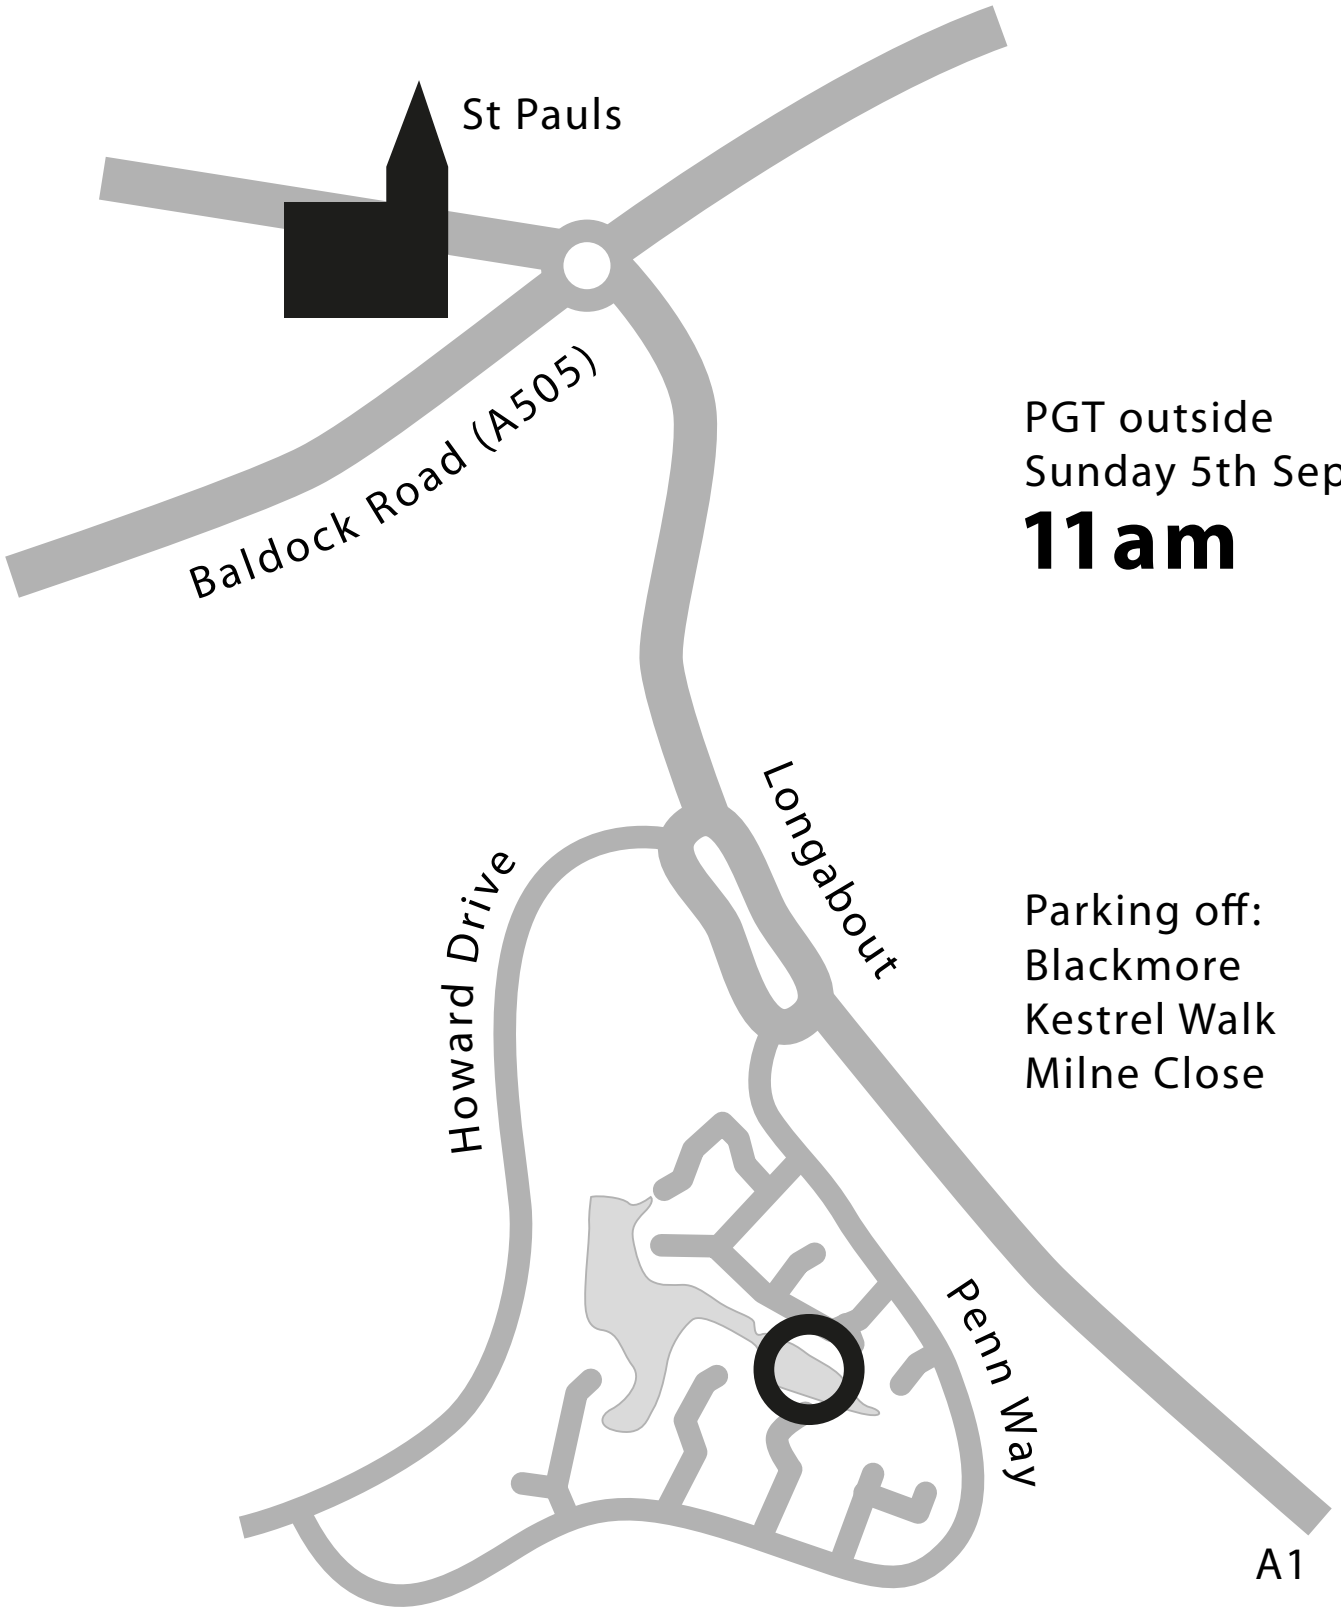 St Pauls
Baldock Road (A505)
PGT outside
Sunday 5th Sep
11am
Longabout
Howard Drive
Parking off:
Blackmore
Kestrel Walk
Milne Close
Penn Way
A1